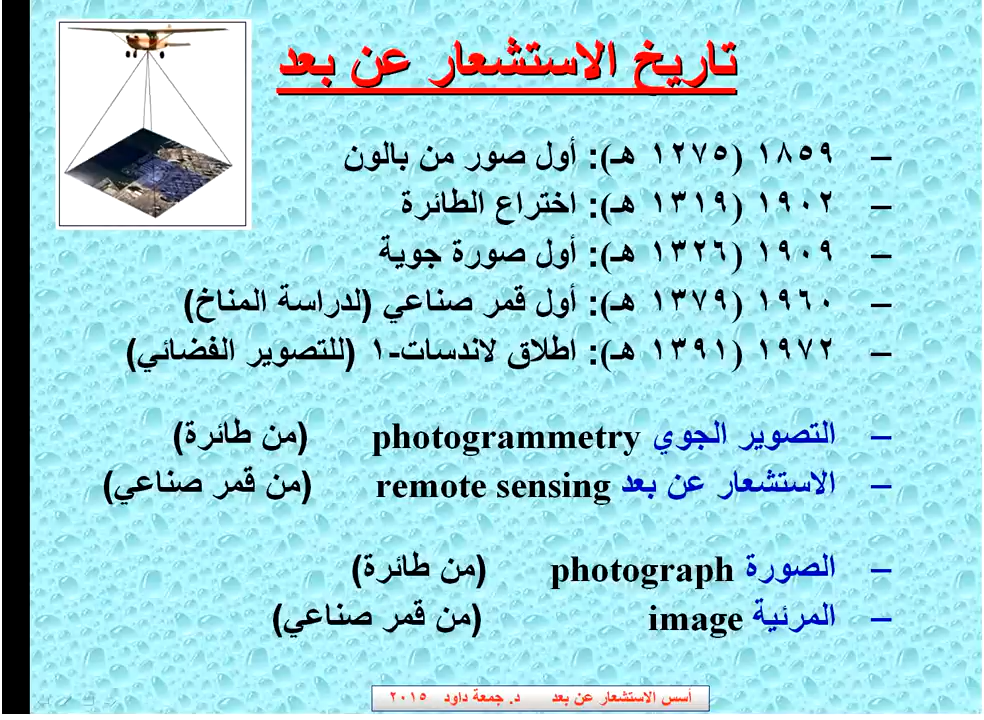 تاريخ الاستشعار عن بعد
– ١٨٥٩ (١٢٧٥ هـ): أول صور من بالون
– ١٩٠٢ (١٣١٩ هـ): اختراع الطائرة
– ١٩٠٩ (١٣٢٦ هـ): أول صورة جوية
– ١٩٦٠ (١٣٧٩ هـ): أول قمر صناعي (لدراسة المناخ)
– ١٩٧٢ (١٣٩١ هـ): اطلاق لاندسات-١ (للتصوير الفضائي)
– التصوير الجوي photogrammetry (من طائرة)
– الاستشعار عن بعد remote sensing (من قمر صناعي)
– الصورة photograph (من طائرة)
– المرئية image (من قمر صناعي)
أسس الاستشعار عن بعد د. جمعة داود ٢٠١٥